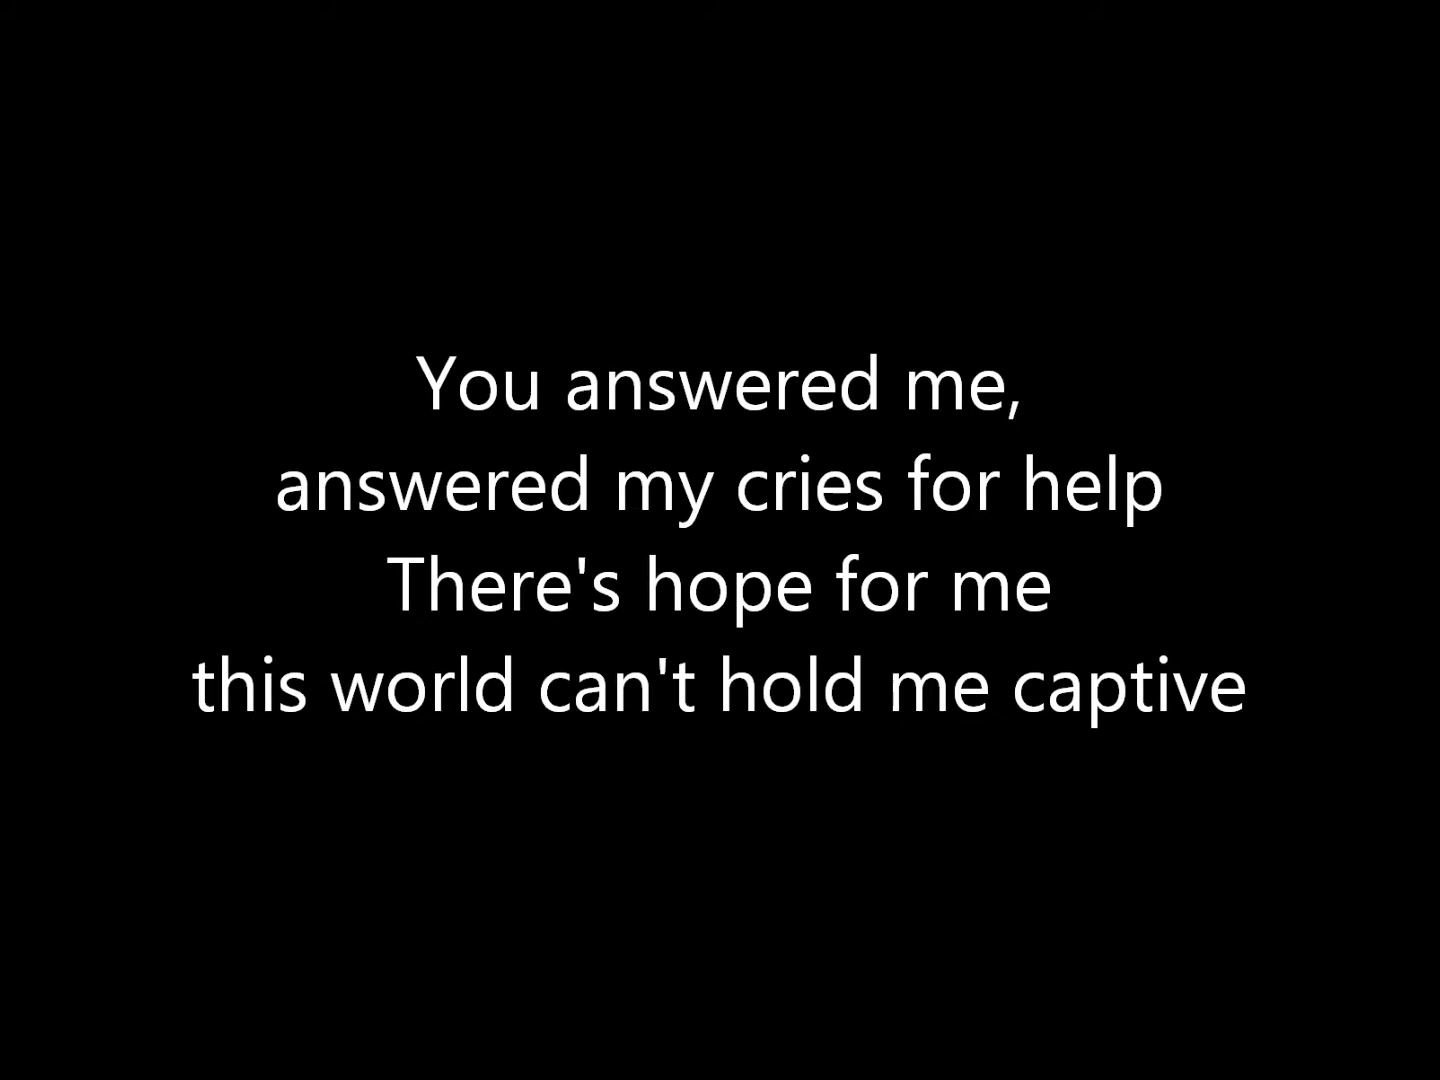 You answered me,
answered my cries for help
There's hope for me
this world can't hold me captive